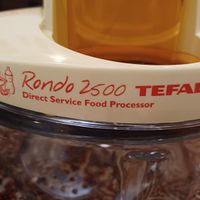 Rondo 2500 TEFAL
Direct Service Food Processor